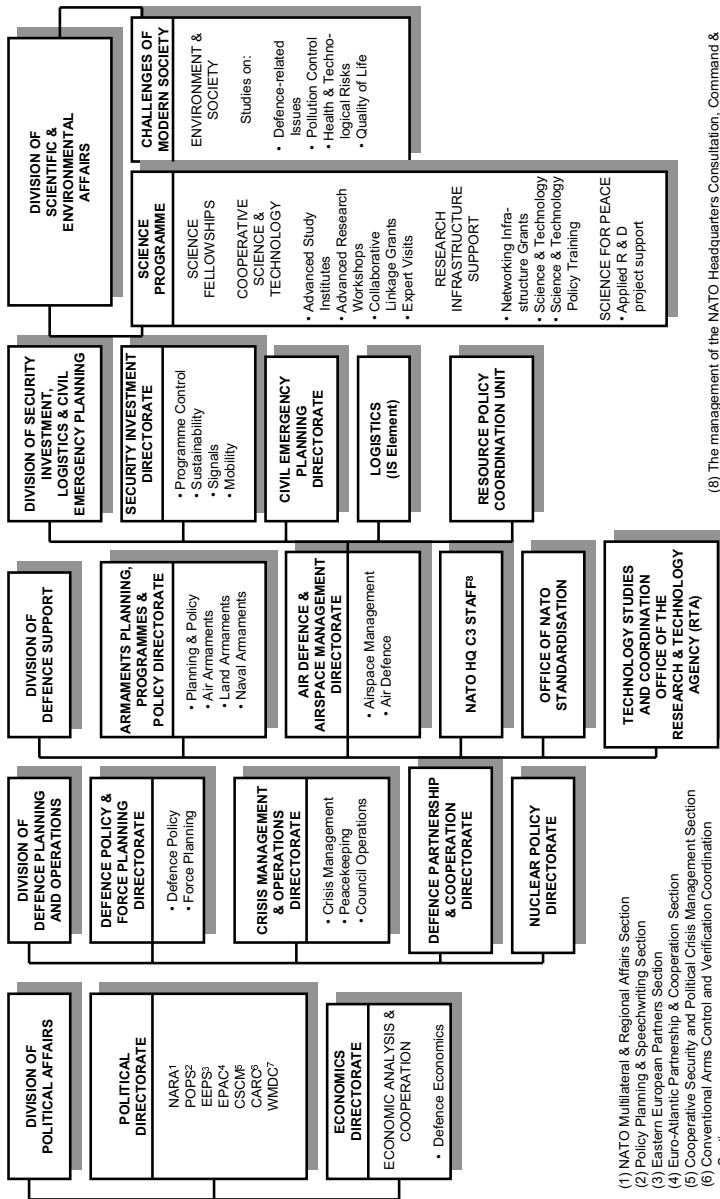 DIVISION OF
POLITICAL AFFAIRS
POLITICAL
DIRECTORATE
NARA¹
POPS²
EEPS³
EPAC⁴
CSCM⁵
CARC⁶
WMDC⁷
ECONOMICS
DIRECTORATE
ECONOMIC ANALYSIS &
COOPERATION
• Defence Economics
DIVISION OF
DEFENCE PLANNING
AND OPERATIONS
DEFENCE POLICY &
FORCE PLANNING
DIRECTORATE
• Defence Policy
• Force Planning
CRISIS MANAGEMENT
& OPERATIONS
DIRECTORATE
• Crisis Management
• Peacekeeping
• Council Operations
DEFENCE PARTNERSHIP
& COOPERATION
DIRECTORATE
NUCLEAR POLICY
DIRECTORATE
DIVISION OF
DEFENCE SUPPORT
ARMAMENTS PLANNING,
PROGRAMMES &
POLICY DIRECTORATE
• Planning & Policy
• Air Armaments
• Land Armaments
• Naval Armaments
AIR DEFENCE &
AIRSPACE MANAGEMENT
DIRECTORATE
• Airspace Management
• Air Defence
NATO HQ C3 STAFF⁸
OFFICE OF NATO
STANDARDISATION
TECHNOLOGY STUDIES
AND COORDINATION
OFFICE OF THE
RESEARCH & TECHNOLOGY
AGENCY (RTA)
DIVISION OF SECURITY
INVESTMENT,
LOGISTICS & CIVIL
EMERGENCY PLANNING
SECURITY INVESTMENT
DIRECTORATE
• Programme Control
• Sustainability
• Signals
• Mobility
CIVIL EMERGENCY
PLANNING
DIRECTORATE
LOGISTICS
(IS Element)
RESOURCE POLICY
COORDINATION UNIT
DIVISION OF
SCIENTIFIC &
ENVIRONMENTAL
AFFAIRS
SCIENCE
PROGRAMME
SCIENCE
FELLOWSHIPS
COOPERATIVE
SCIENCE &
TECHNOLOGY
• Advanced Study
Institutes
• Advanced Research
Workshops
• Collaborative
Linkage Grants
• Expert Visits
RESEARCH
INFRASTRUCTURE
SUPPORT
• Networking Infra-
structure Grants
• Science & Technology
• Science & Technology
Policy Training
SCIENCE FOR PEACE
• Applied R & D
project support
CHALLENGES OF
MODERN SOCIETY
ENVIRONMENT &
SOCIETY
Studies on:
• Defence-related
Issues
• Pollution Control
• Health & Techno-
logical Risks
• Quality of Life
(1) NATO Multilateral & Regional Affairs Section
(2) Policy Planning & Speechwriting Section
(3) Eastern European Partners Section
(4) Euro-Atlantic Partnership & Cooperation Section
(5) Cooperative Security and Political Crisis Management Section
(6) Conventional Arms Control and Verification Coordination
(8) The management of the NATO Headquarters Consultation, Command &